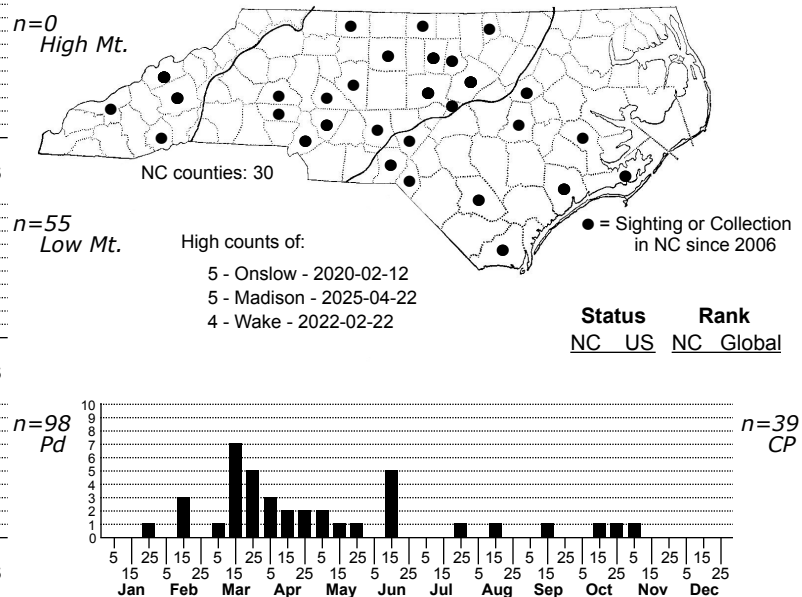 n=0
High Mt.
NC counties: 30
n=55
Low Mt.
High counts of:
5 - Onslow - 2020-02-12
5 - Madison - 2025-04-22
4 - Wake - 2022-02-22
= Sighting or Collection
in NC since 2006
Status Rank
NC US NC Global
n=98
Pd
n=39
CP
10
9
8
7
6
5
4
3
2
1
0
5 25 15 5 25 15 5 25 15 5 25 15 5 25 15 5 25 15
15 5 25 15 5 25 15 5 25 15 5 25 15 5 25 15 5 25
Jan Feb Mar Apr May Jun Jul Aug Sep Oct Nov Dec